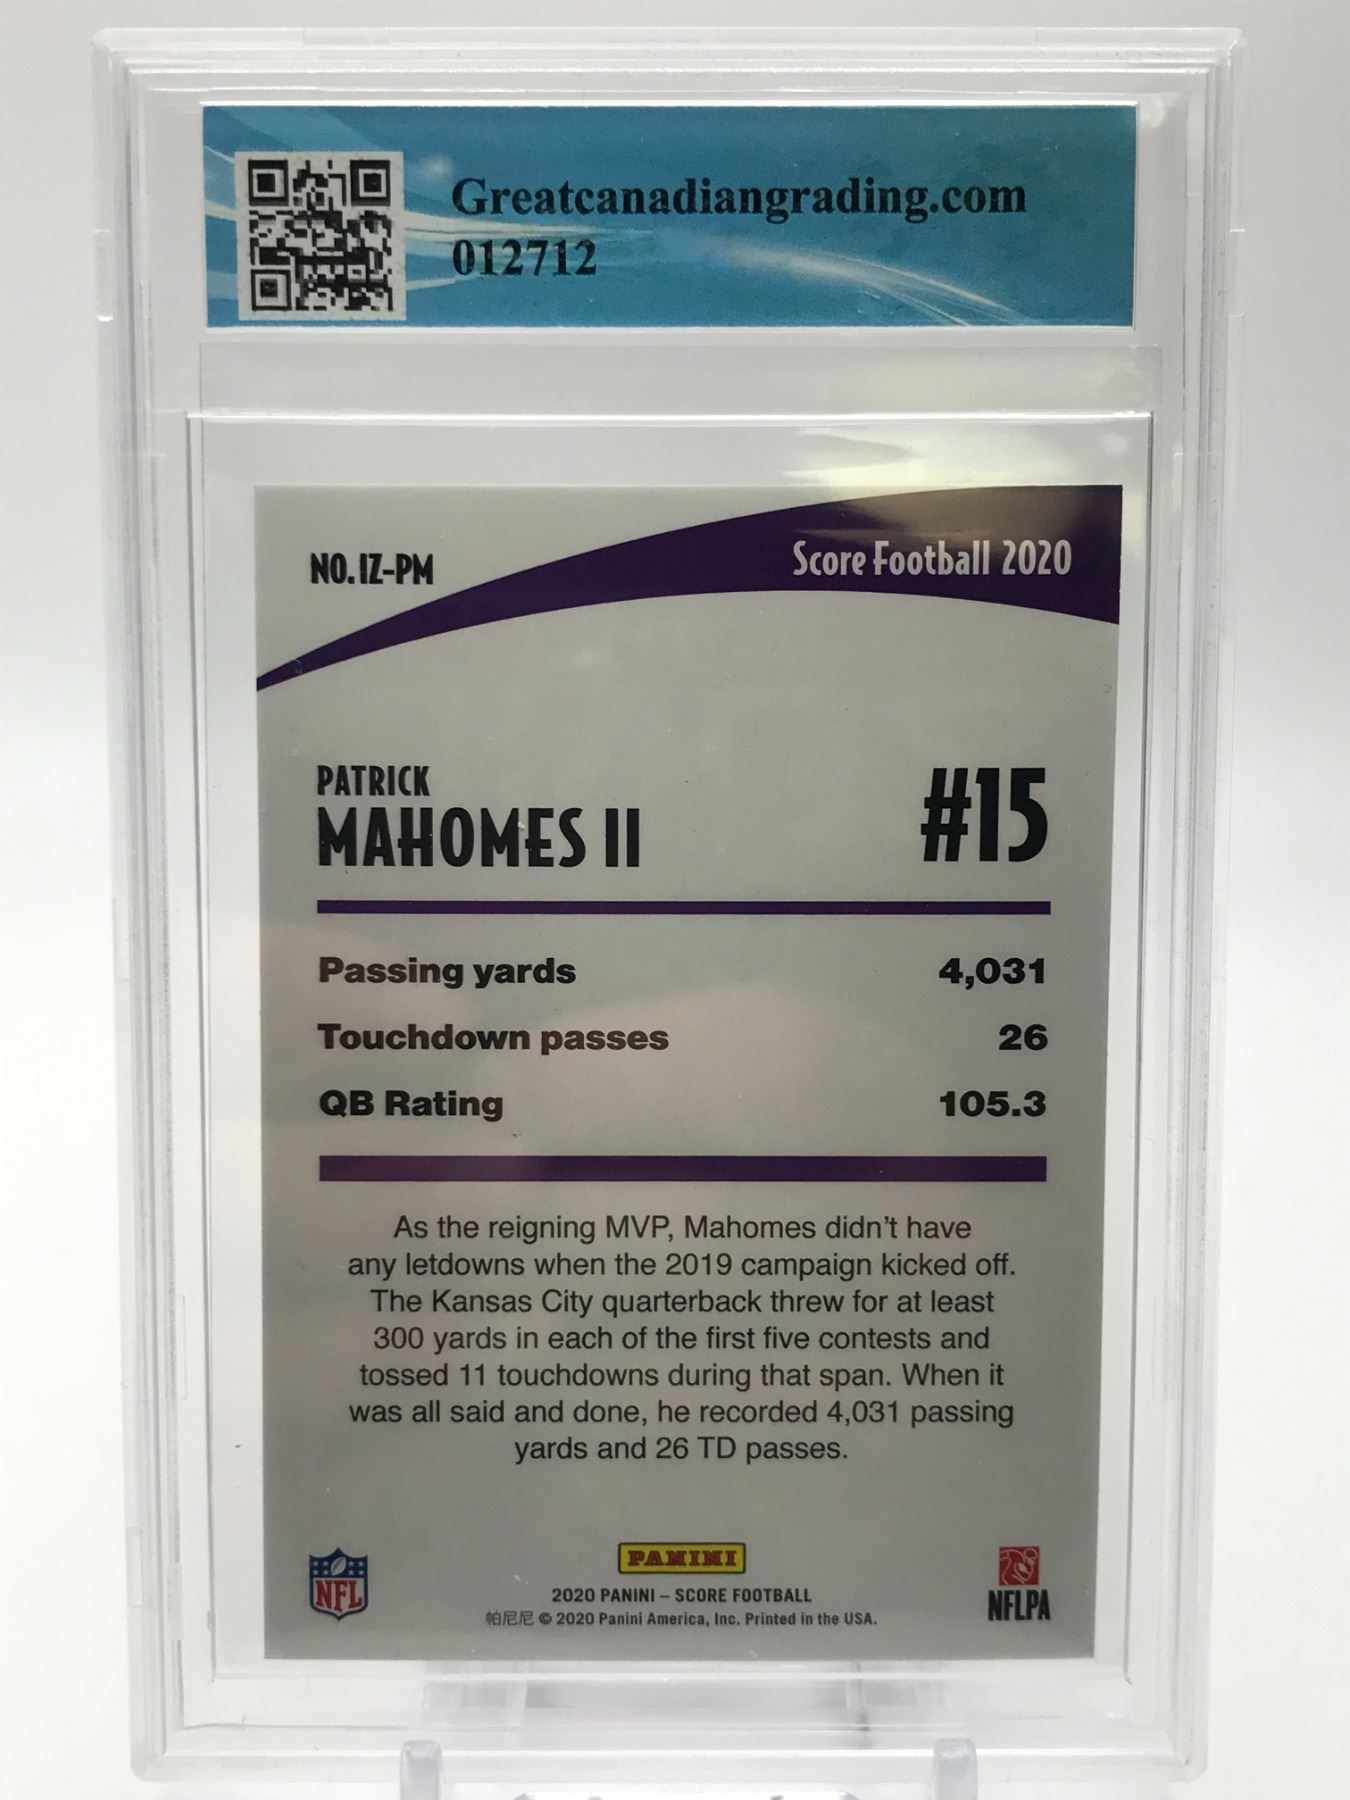 Greatcanadiangrading.com
012712
NO. IZ-PM
Score Football 2020
PATRICK
MAHOMES II
#15
Passing yards 4,031
Touchdown passes 26
QB Rating 105.3
As the reigning MVP, Mahomes didn't have
any letdowns when the 2019 campaign kicked off.
The Kansas City quarterback threw for at least
300 yards in each of the first five contests and
tossed 11 touchdowns during that span. When it
was all said and done, he recorded 4,031 passing
yards and 26 TD passes.
NFL
PANINI
2020 PANINI – SCORE FOOTBALL
帕尼尼 © 2020 Panini America, Inc. Printed in the USA.
NFLPA